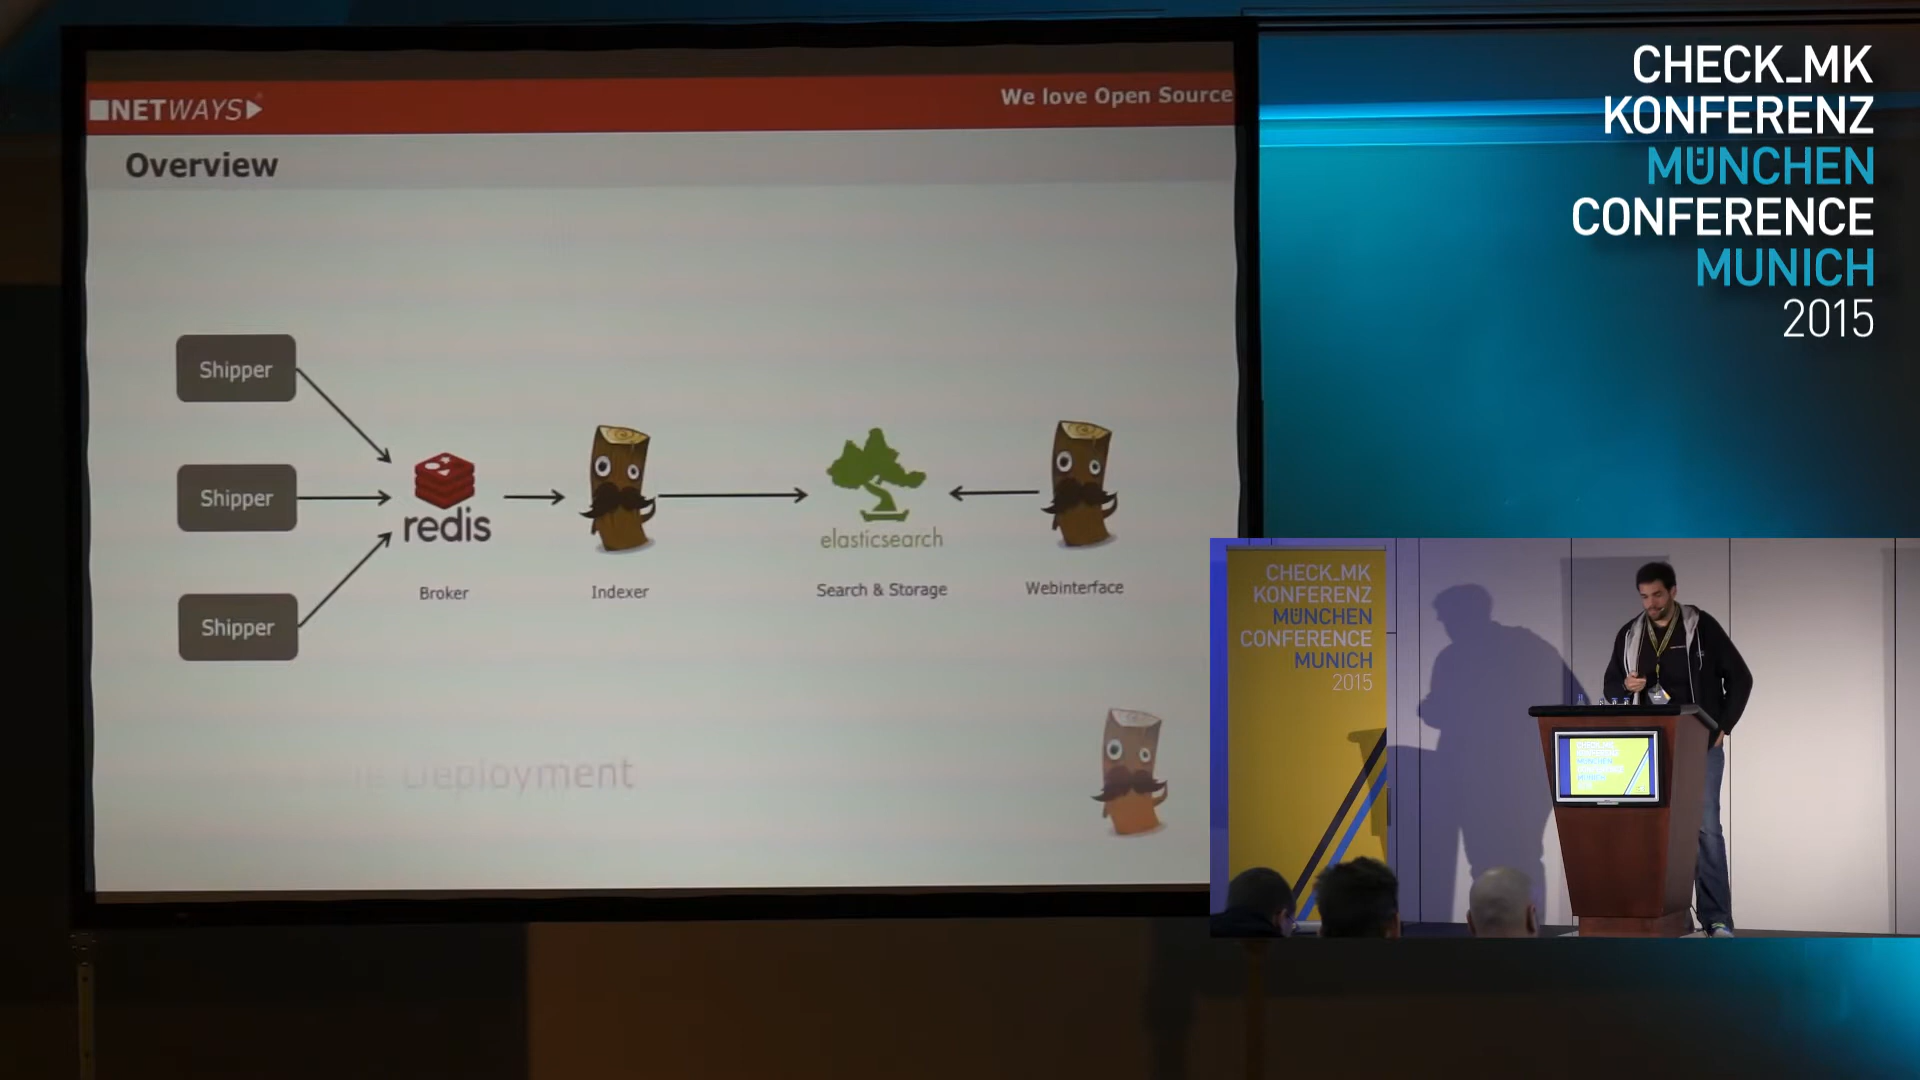 NETWAYS
We love Open Source
Overview
Shipper
Shipper
Shipper
redis
elasticsearch
Broker
Indexer
Search & Storage
Webinterface
Deployment
CHECK_MK
KONFERENZ
MÜNCHEN
CONFERENCE
MUNICH
2015
CHECK_MK
KONFERENZ
MÜNCHEN
CONFERENCE
MUNICH
2015